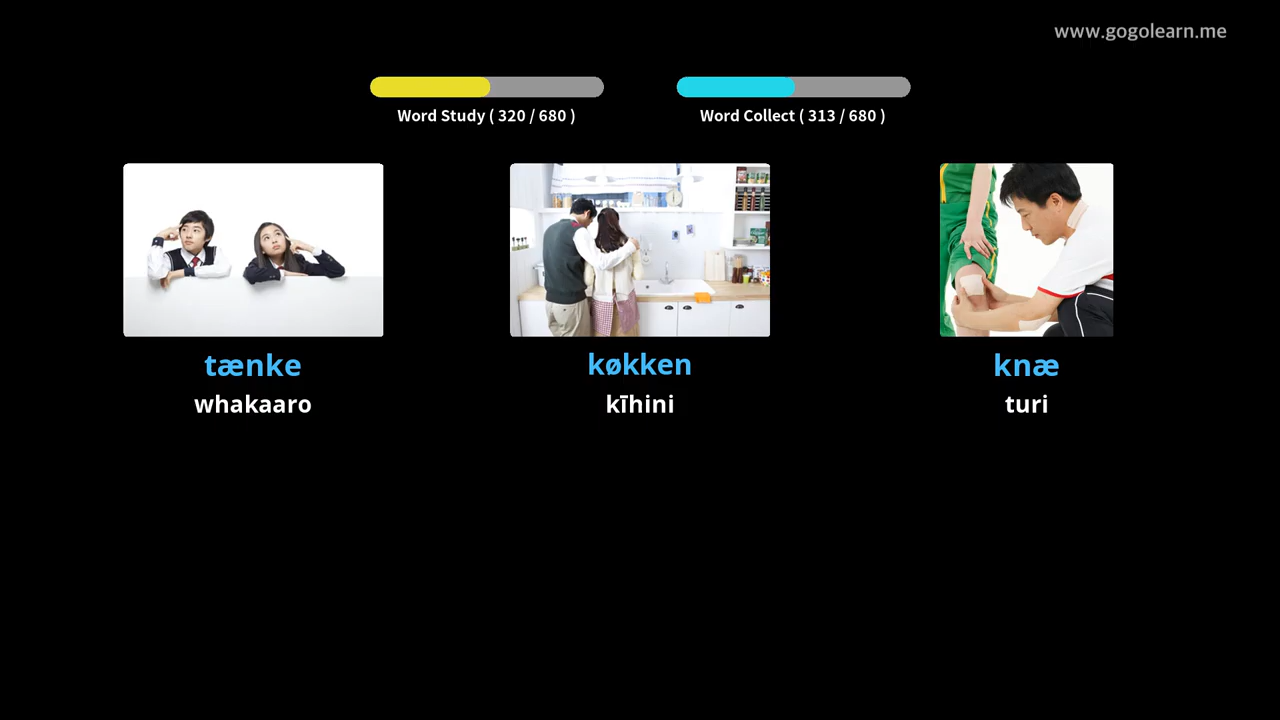 www.gogolearn.me
Word Study ( 320 / 680 )
Word Collect ( 313 / 680 )
tænke
whakaaro
køkken
kīhini
knæ
turi